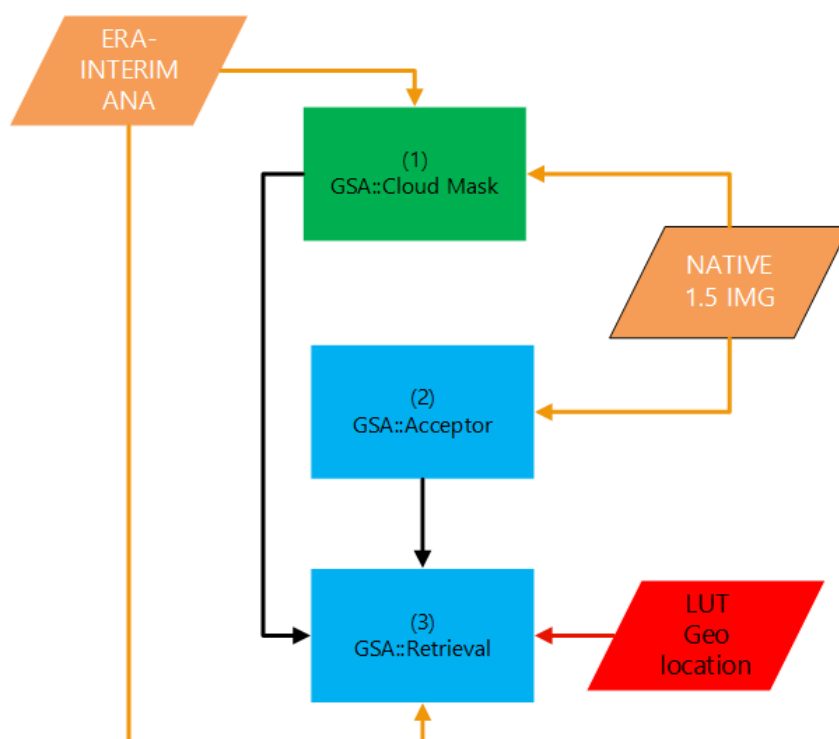 ERA-
INTERIM
ANA
(1)
GSA::Cloud Mask
NATIVE
1.5 IMG
(2)
GSA::Acceptor
(3)
GSA::Retrieval
LUT
Geo
location